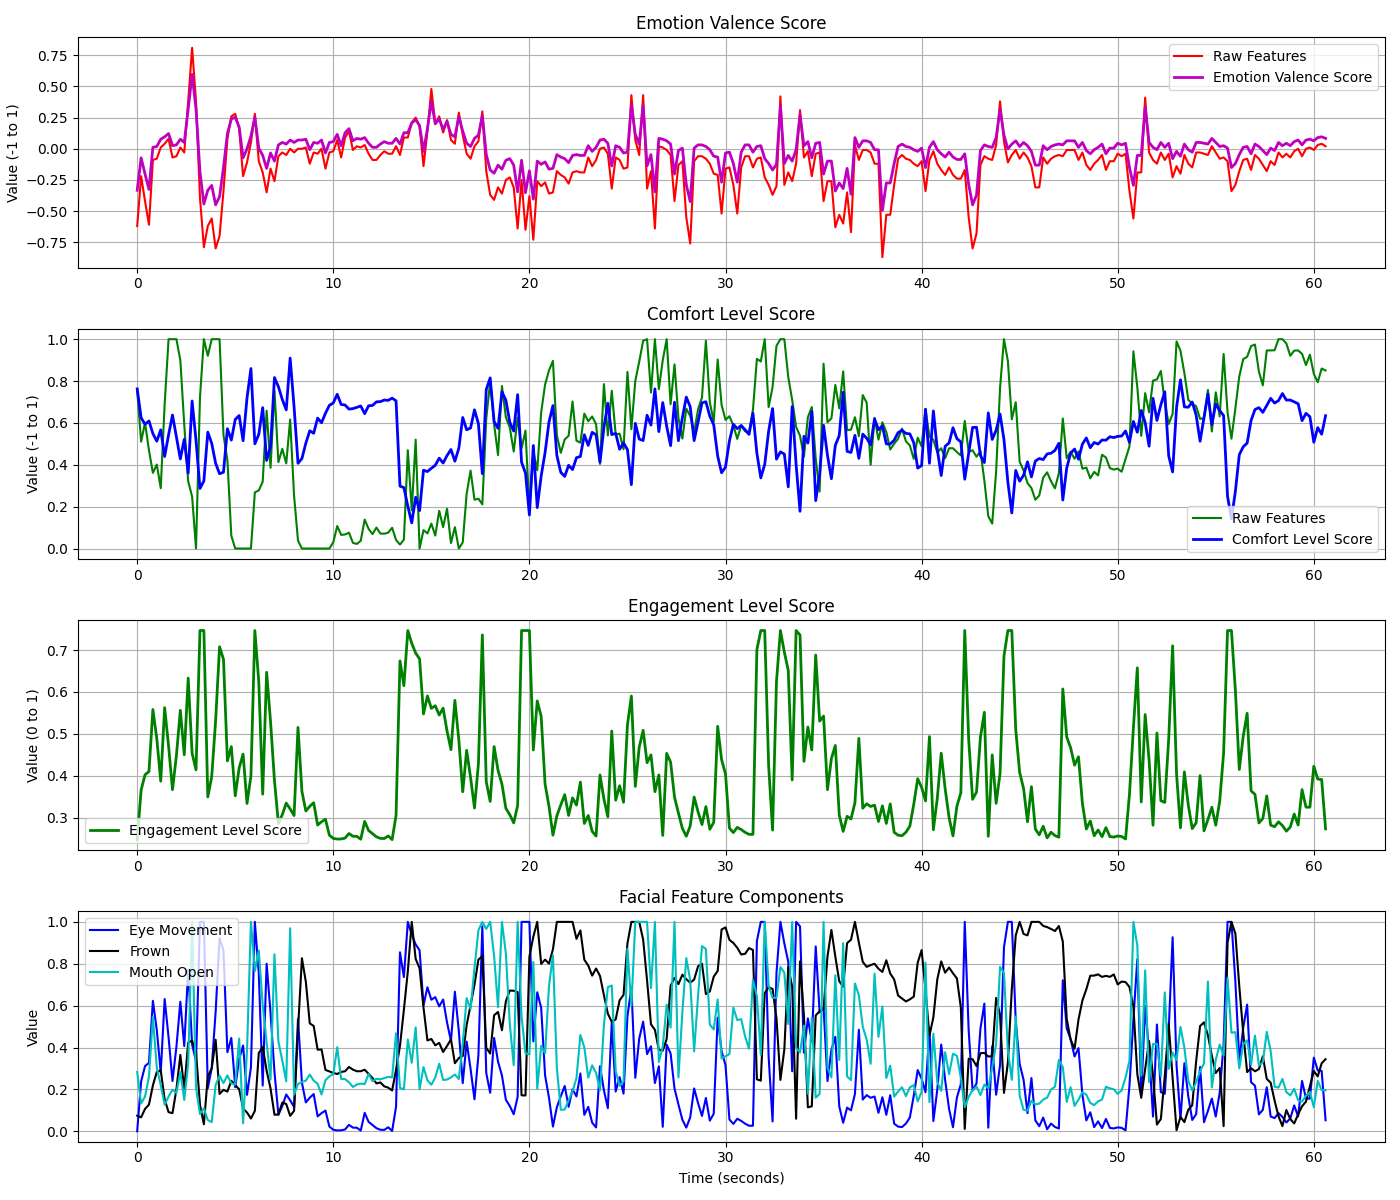 Emotion Valence Score
Value (-1 to 1)
0.75
0.50
0.25
0.00
−0.25
−0.50
−0.75
Raw Features
Emotion Valence Score
0 10 20 30 40 50 60
Comfort Level Score
Value (-1 to 1)
1.0
0.8
0.6
0.4
0.2
0.0
Raw Features
Comfort Level Score
0 10 20 30 40 50 60
Engagement Level Score
Value (0 to 1)
0.7
0.6
0.5
0.4
0.3
Engagement Level Score
0 10 20 30 40 50 60
Facial Feature Components
Value
1.0
0.8
0.6
0.4
0.2
0.0
Eye Movement
Frown
Mouth Open
0 10 20 30 40 50 60
Time (seconds)